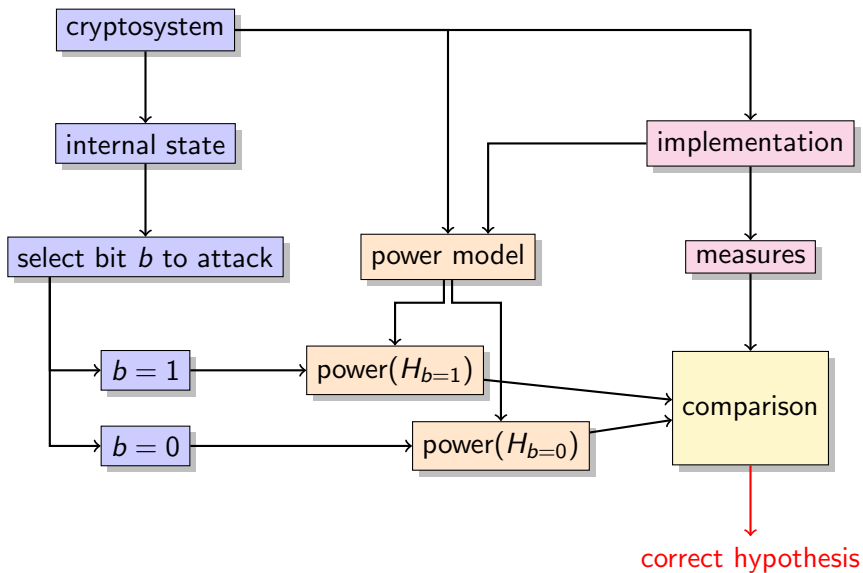 cryptosystem
internal state
implementation
select bit b to attack
power model
measures
b = 1
power(H_{b=1})
comparison
b = 0
power(H_{b=0})
correct hypothesis